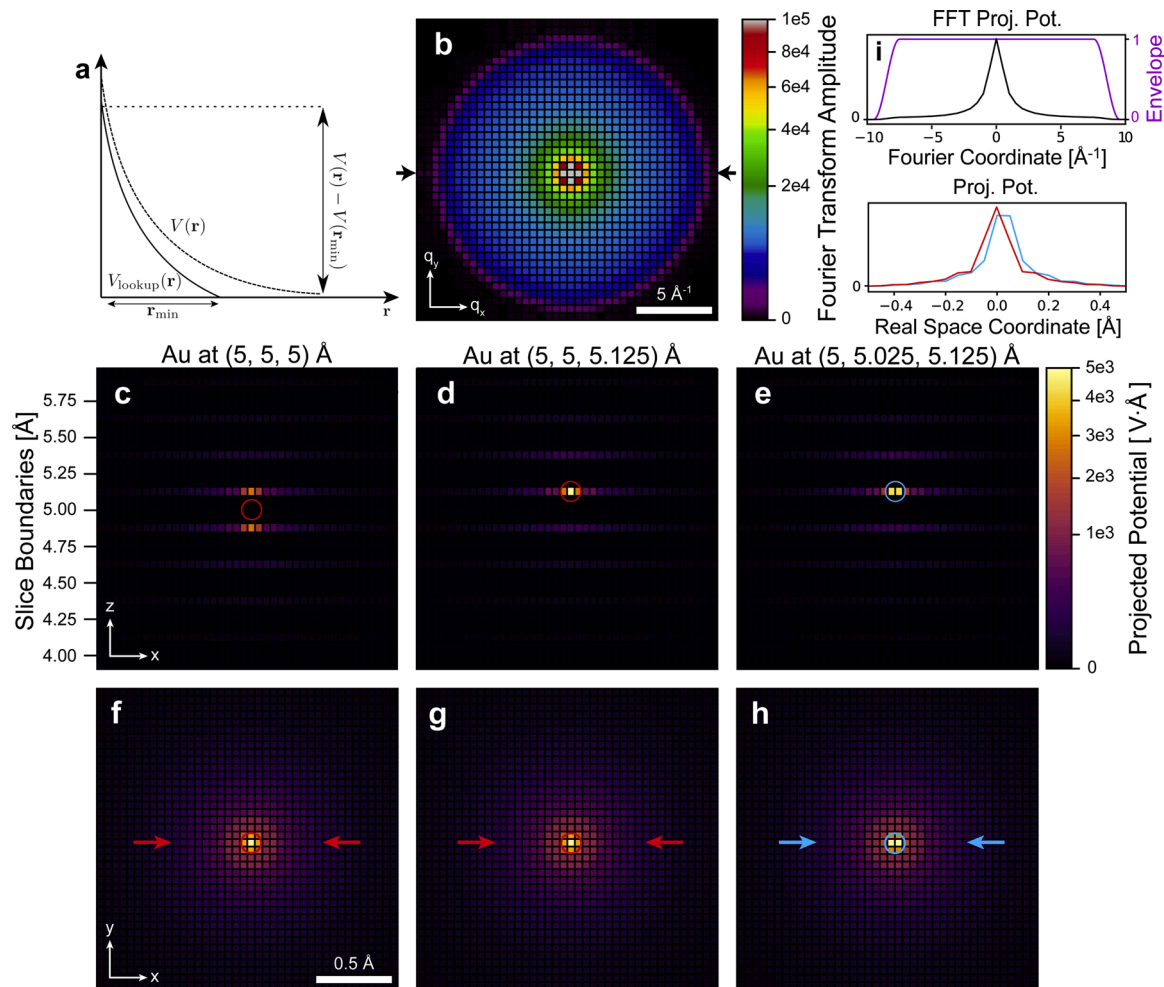 a
V(r)
V_lookup(r)
r_min
r
V(r) − V(r_min)
b
q_y
q_x
5 Å⁻¹
1e5
8e4
6e4
4e4
2e4
0
Fourier Transform Amplitude
FFT Proj. Pot.
i
0
1
0
Envelope
−10 −5 0 5 10
Fourier Coordinate [Å⁻¹]
Proj. Pot.
0
−0.4 −0.2 0.0 0.2 0.4
Real Space Coordinate [Å]
Au at (5, 5, 5) Å
Au at (5, 5, 5.125) Å
Au at (5, 5.025, 5.125) Å
c
d
e
Slice Boundaries [Å]
5.75
5.50
5.25
5.00
4.75
4.50
4.25
4.00
z
x
5e3
4e3
3e3
2e3
1e3
0
Projected Potential [ V·Å]
f
g
h
y
x
0.5 Å